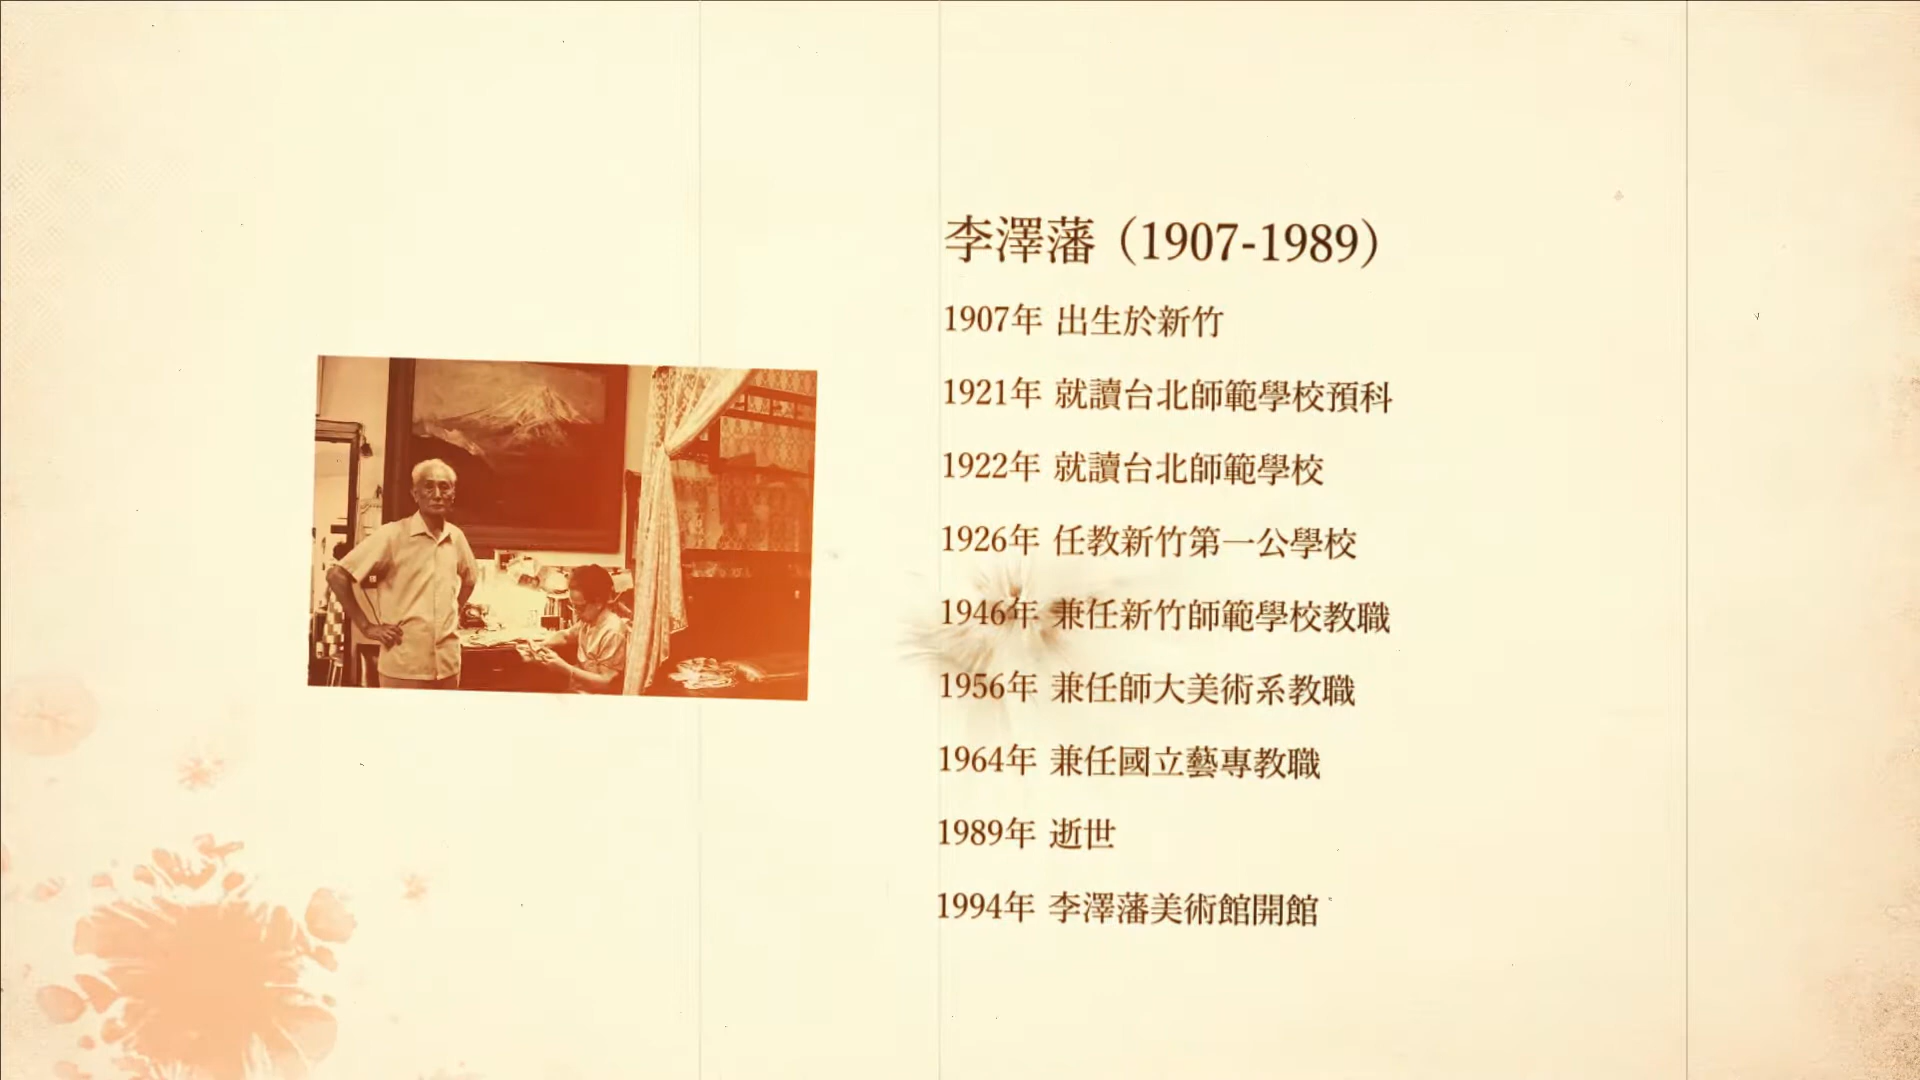 李澤藩（1907-1989）
1907年 出生於新竹
1921年 就讀台北師範學校預科
1922年 就讀台北師範學校
1926年 任教新竹第一公學校
1946年 兼任新竹師範學校教職
1956年 兼任師大美術系教職
1964年 兼任國立藝專教職
1989年 逝世
1994年 李澤藩美術館開館